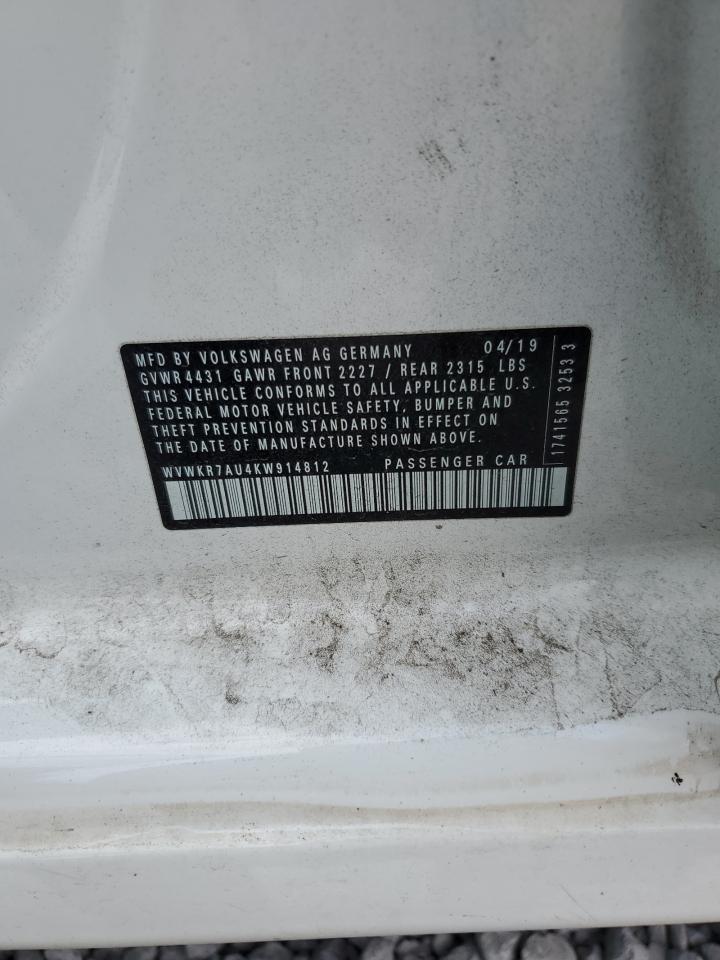 MFD BY VOLKSWAGEN AG GERMANY 04/19
GVWR 4431 GAWR FRONT 2227 / REAR 2315 LBS
THIS VEHICLE CONFORMS TO ALL APPLICABLE U.S.
FEDERAL MOTOR VEHICLE SAFETY, BUMPER AND
THEFT PREVENTION STANDARDS IN EFFECT ON
THE DATE OF MANUFACTURE SHOWN ABOVE.
WVWKR7AU4KW914812 PASSENGER CAR
1741565 3253 3